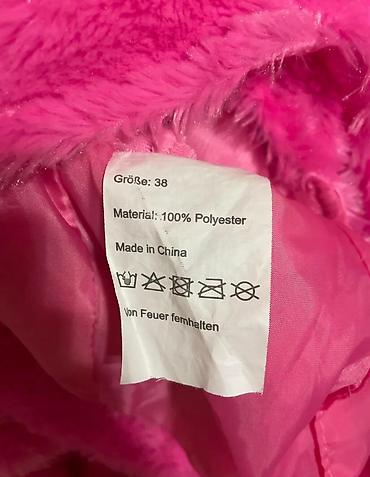 Größe: 38
Material: 100% Polyester
Made in China
Von Feuer fernhalten